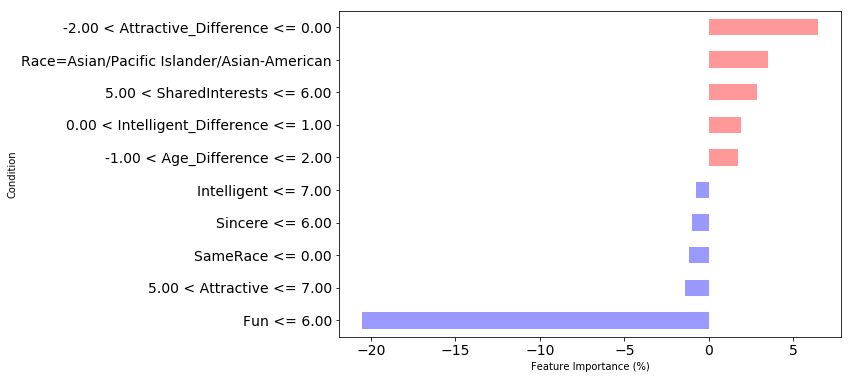 -2.00 < Attractive_Difference <= 0.00
Race=Asian/Pacific Islander/Asian-American
5.00 < SharedInterests <= 6.00
0.00 < Intelligent_Difference <= 1.00
-1.00 < Age_Difference <= 2.00
Intelligent <= 7.00
Sincere <= 6.00
SameRace <= 0.00
5.00 < Attractive <= 7.00
Fun <= 6.00
Condition
−20 −15 −10 −5 0 5
Feature Importance (%)